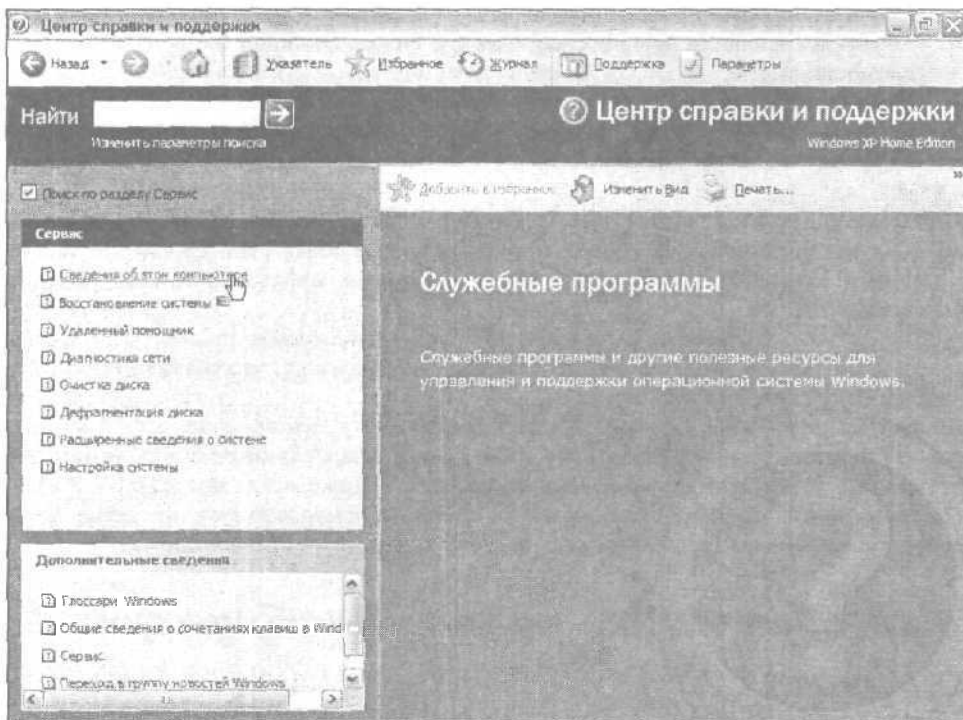 Центр справки и поддержки
Назад Указатель Избранное Журнал Поддержка Параметры
Найти
Изменить параметры поиска
Центр справки и поддержки
Windows XP Home Edition
Поиск по разделу Сервис
Добавить в избранное Изменить Вид Печать...
Сервис
Сведения об этом компьютере
Восстановление системы
Удаленный помощник
Диагностика сети
Очистка диска
Дефрагментация диска
Расширенные сведения о системе
Настройка системы
Служебные программы
Служебные программы и другие полезные ресурсы для
управления и поддержки операционной системы Windows.
Дополнительные сведения
Глоссари Windows
Общие сведения о сочетаниях клавиш в Wind
Сервис
Переход в группу новостей Windows